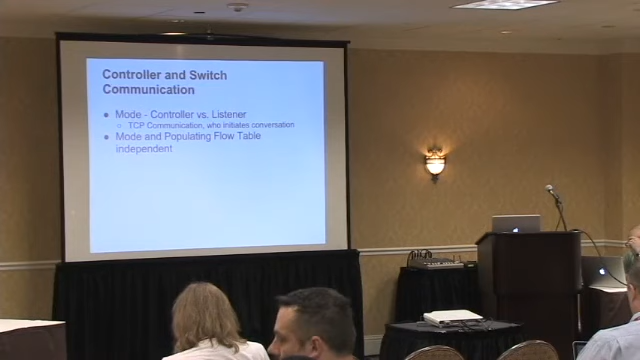 Controller and Switch
Communication
● Mode - Controller vs. Listener
○ TCP Communication, who initiates conversation
● Mode and Populating Flow Table
independent